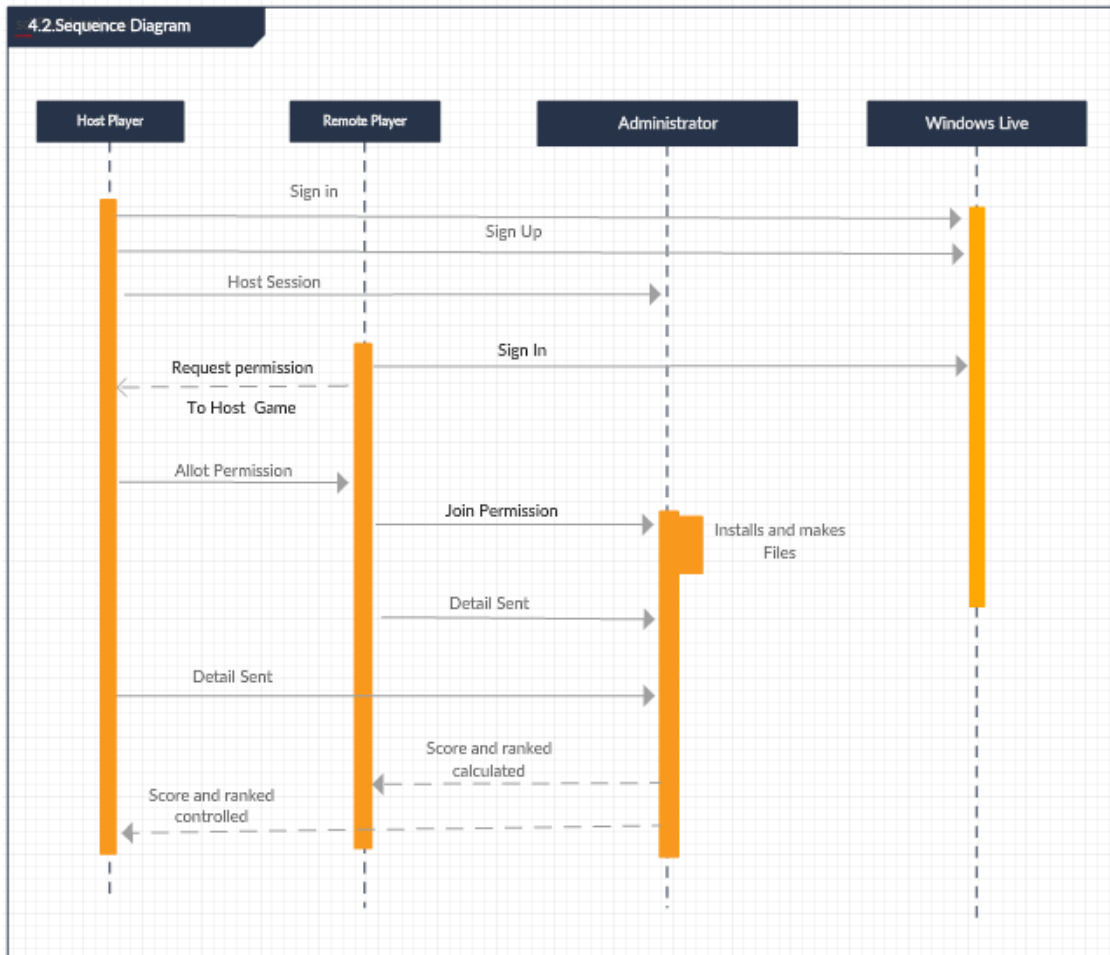 4.2.Sequence Diagram
Host Player
Remote Player
Administrator
Windows Live
Sign in
Sign Up
Host Session
Sign In
Request permission
To Host Game
Allot Permission
Join Permission
Installs and makes
Files
Detail Sent
Detail Sent
Score and ranked
calculated
Score and ranked
controlled